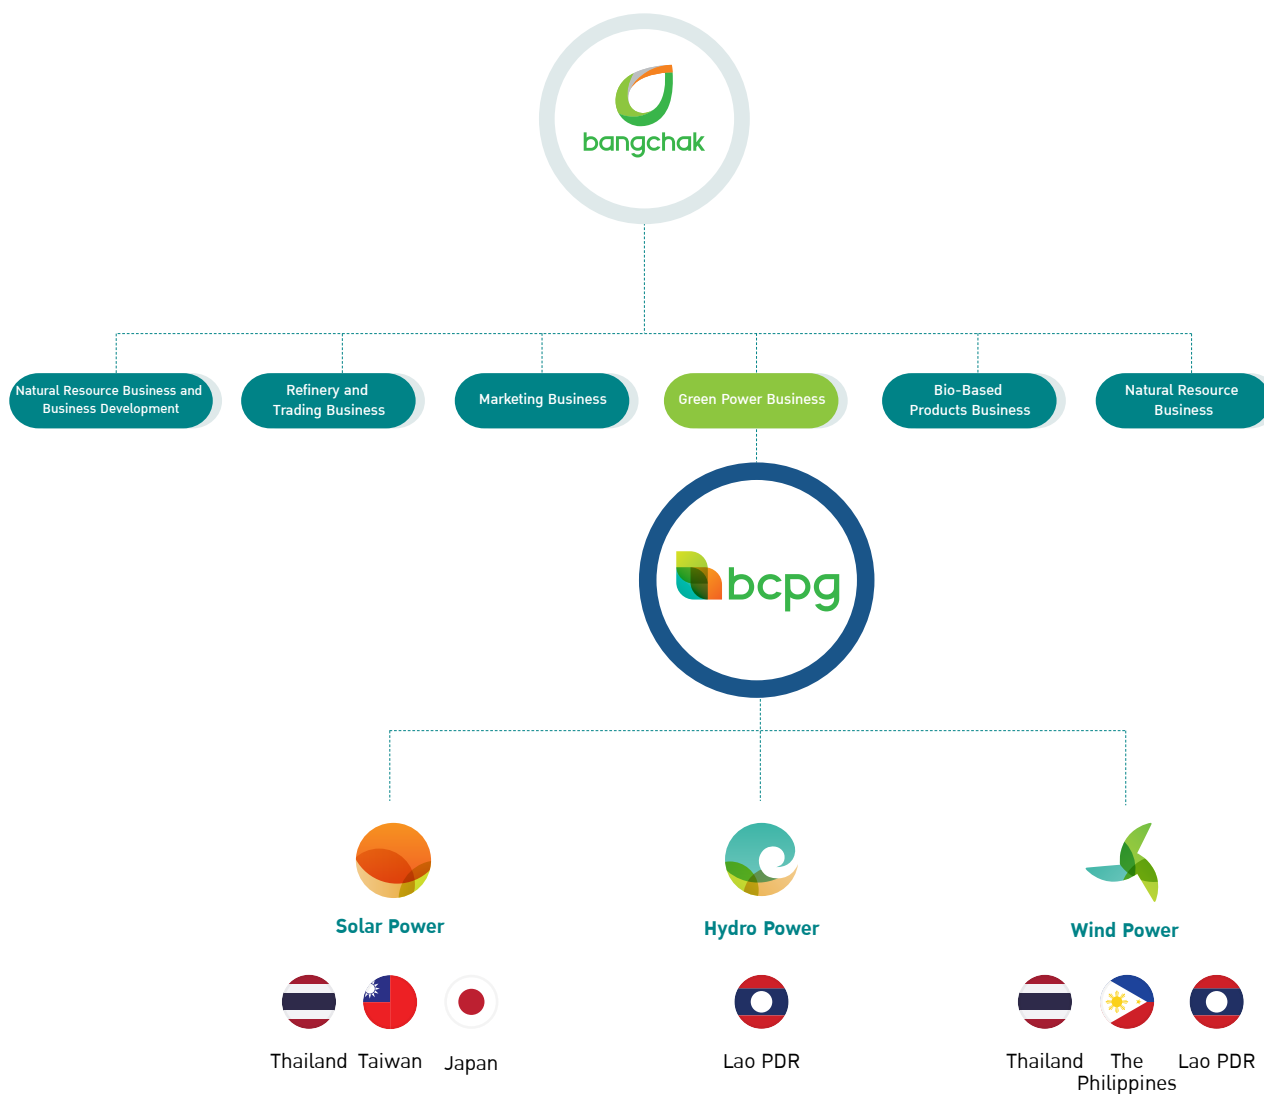 bangchak
Natural Resource Business and
Business Development
Refinery and
Trading Business
Marketing Business
Green Power Business
Bio-Based
Products Business
Natural Resource
Business
bcpg
Solar Power
Hydro Power
Wind Power
Thailand
Taiwan
Japan
Lao PDR
Thailand
The
Philippines
Lao PDR